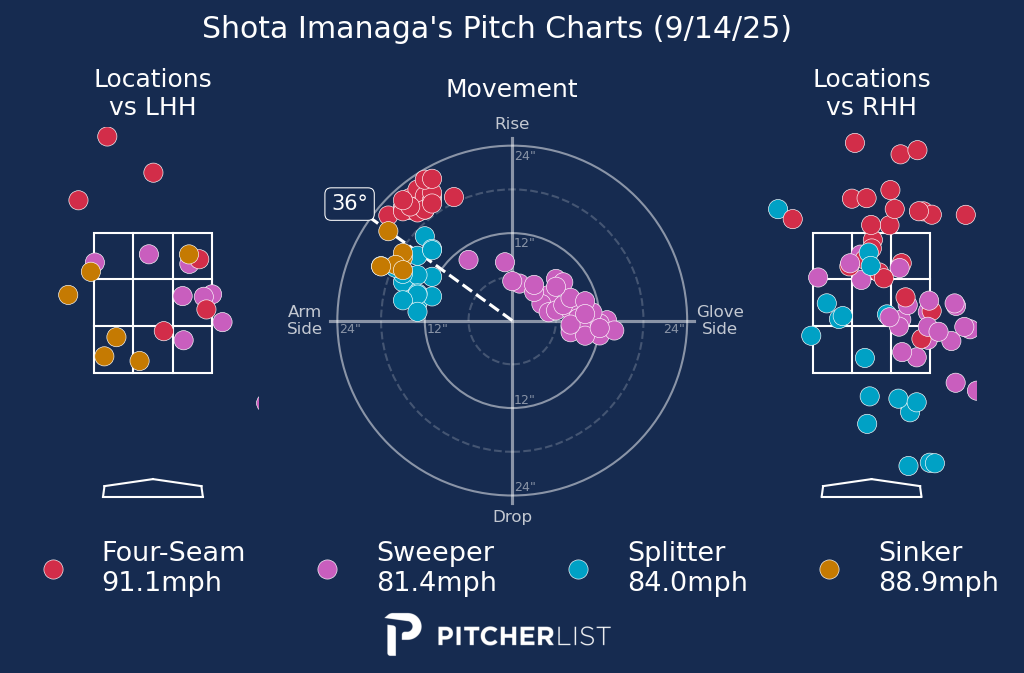 Shota Imanaga's Pitch Charts (9/14/25)
Locations
vs LHH
Movement
Locations
vs RHH
Rise
24"
36°
12"
Arm
Side
24"
12"
24"
Glove
Side
12"
24"
Drop
Four-Seam
91.1mph
Sweeper
81.4mph
Splitter
84.0mph
Sinker
88.9mph
PITCHERLIST